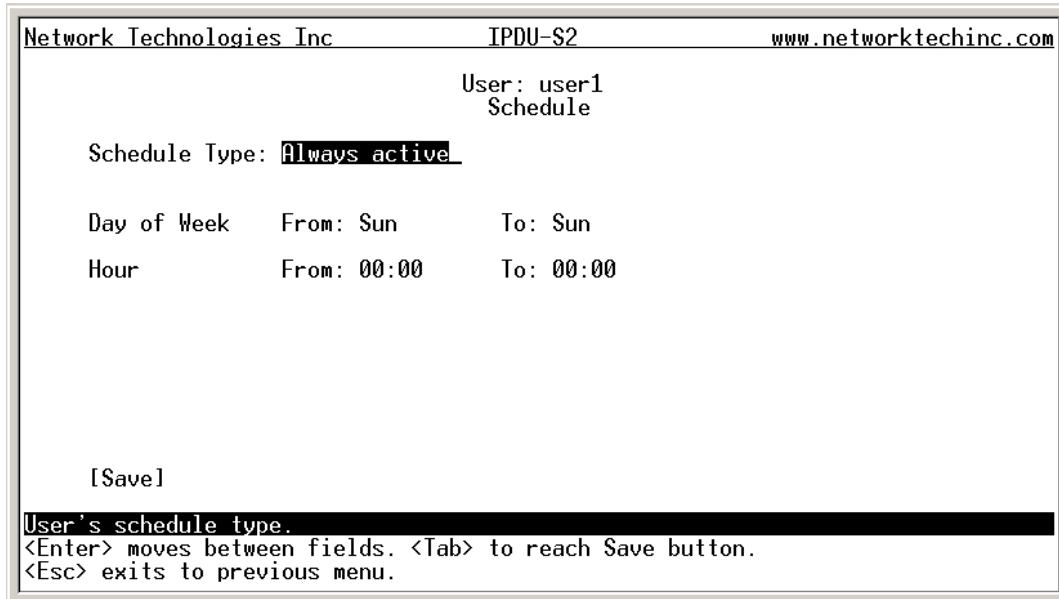 Network Technologies Inc IPDU-S2 www.networktechinc.com
User: user1
Schedule
Schedule Type: Always active_
Day of Week From: Sun To: Sun
Hour From: 00:00 To: 00:00
[Save]
User's schedule type.
<Enter> moves between fields. <Tab> to reach Save button.
<Esc> exits to previous menu.